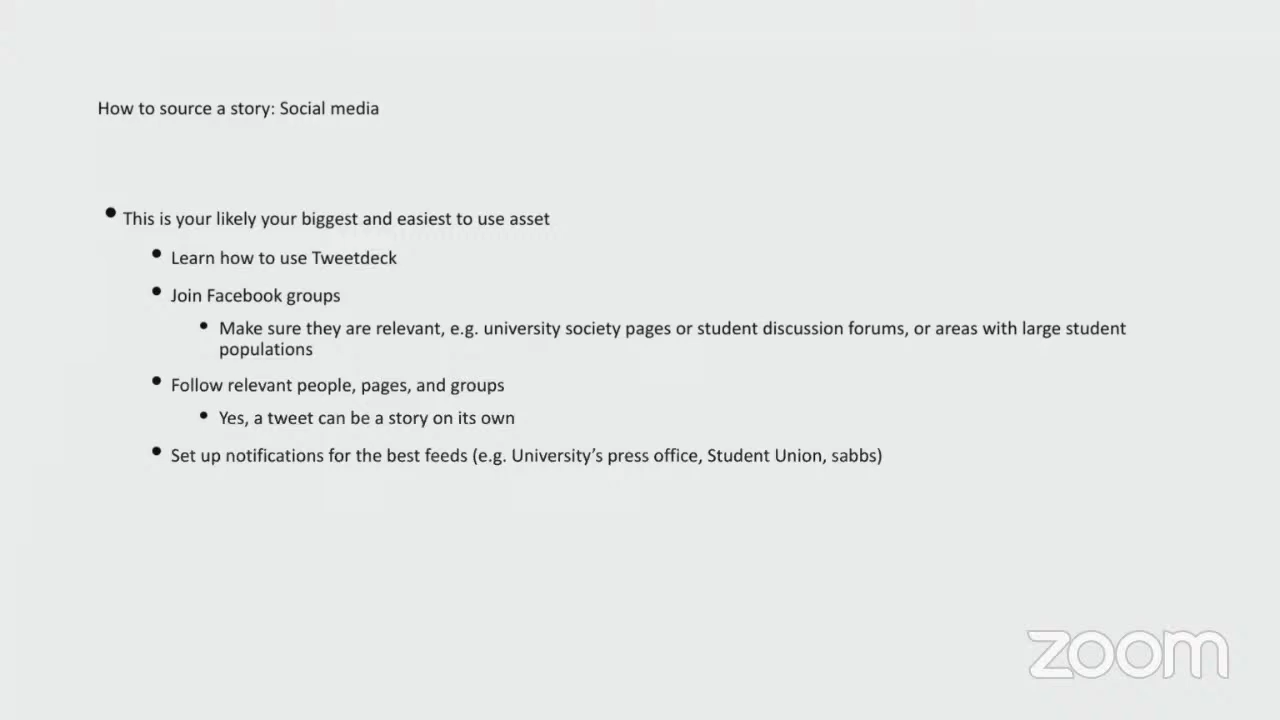 How to source a story: Social media
• This is your likely your biggest and easiest to use asset
• Learn how to use Tweetdeck
• Join Facebook groups
• Make sure they are relevant, e.g. university society pages or student discussion forums, or areas with large student
populations
• Follow relevant people, pages, and groups
• Yes, a tweet can be a story on its own
• Set up notifications for the best feeds (e.g. University’s press office, Student Union, sabbs)
zoom